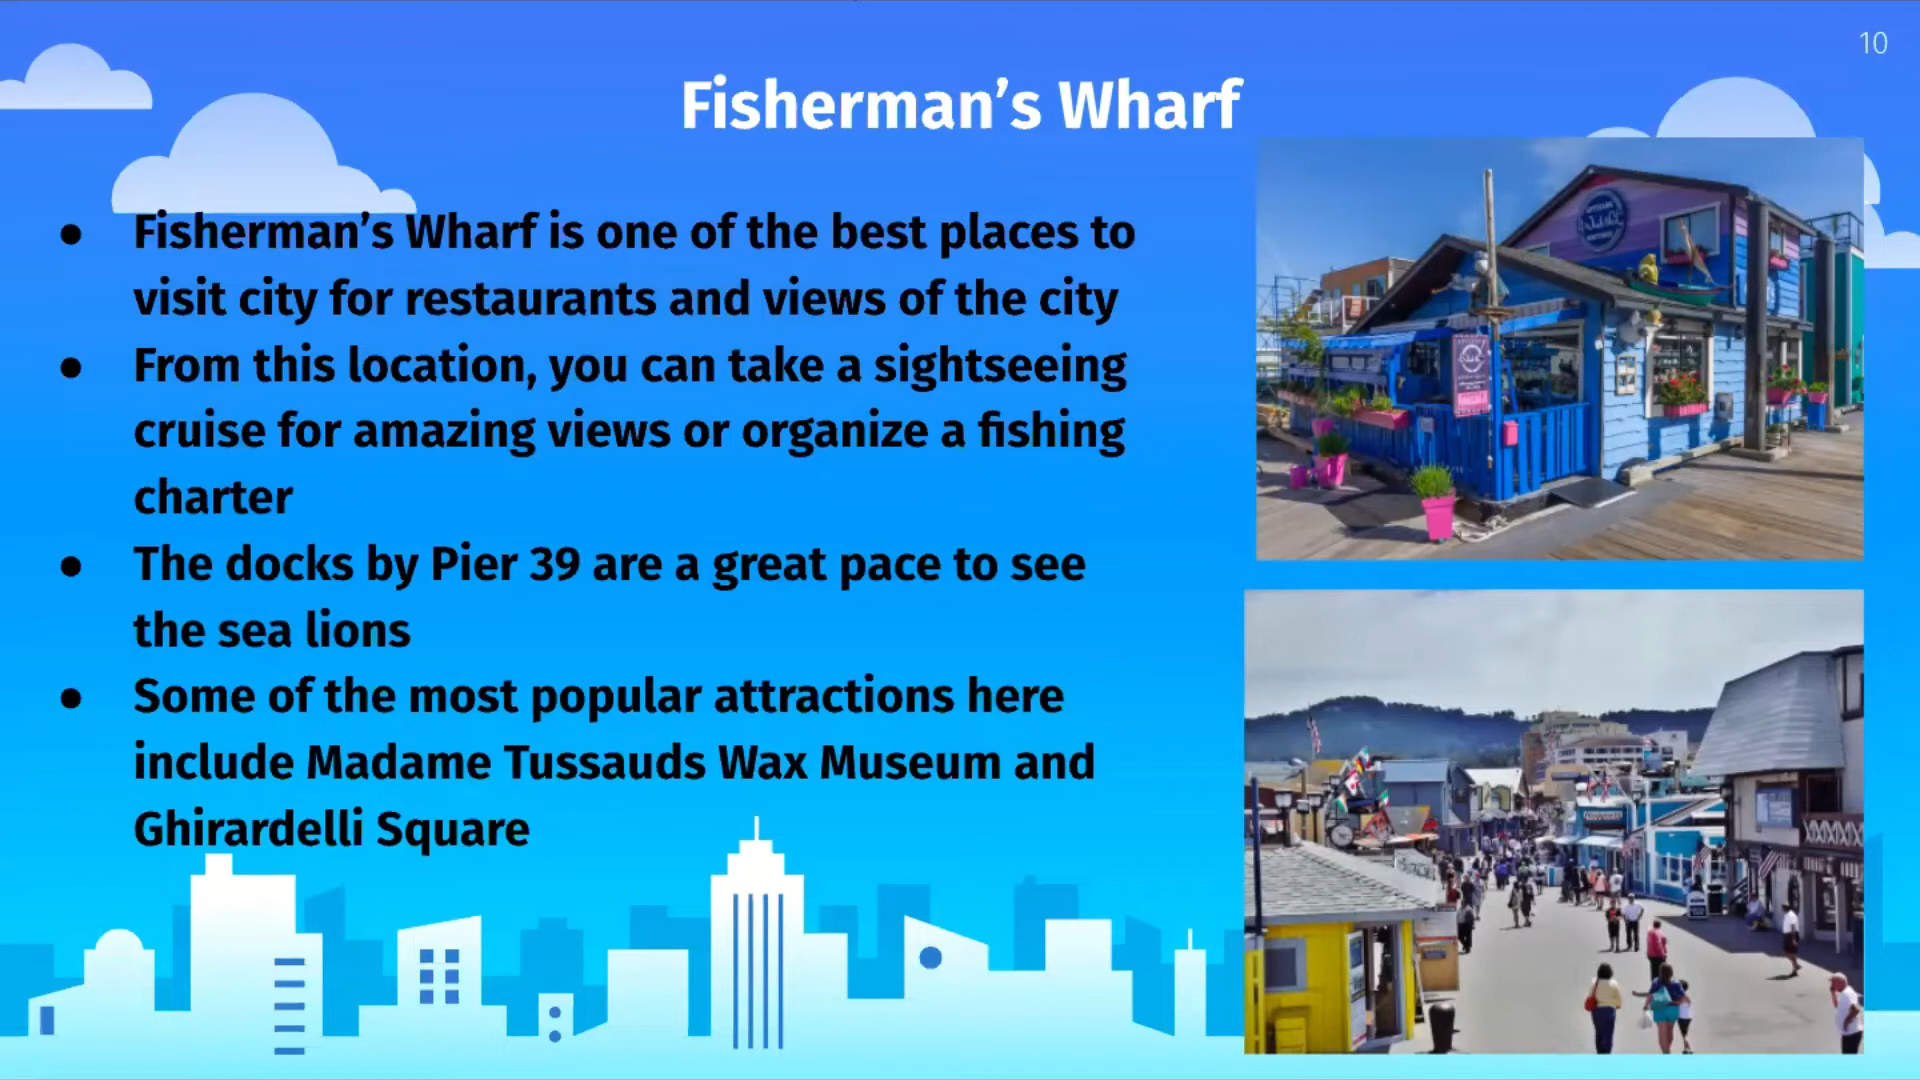 10
Fisherman’s Wharf
● Fisherman’s Wharf is one of the best places to
visit city for restaurants and views of the city
● From this location, you can take a sightseeing
cruise for amazing views or organize a fishing
charter
● The docks by Pier 39 are a great pace to see
the sea lions
● Some of the most popular attractions here
include Madame Tussauds Wax Museum and
Ghirardelli Square